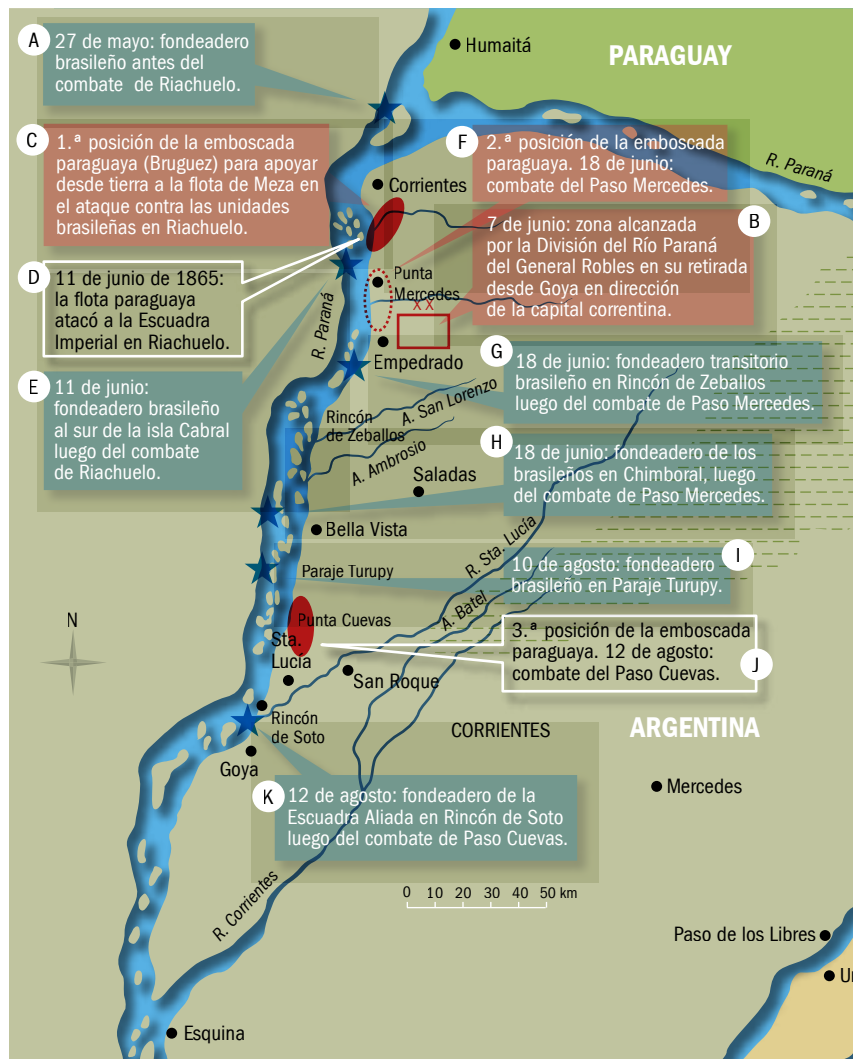 A
27 de mayo: fondeadero
brasileño antes del
combate de Riachuelo.
Humaitá
PARAGUAY
C
1.ª posición de la emboscada
paraguaya (Bruguez) para apoyar
desde tierra a la flota de Meza en
el ataque contra las unidades
brasileñas en Riachuelo.
F
2.ª posición de la emboscada
paraguaya. 18 de junio:
combate del Paso Mercedes.
R. Paraná
Corrientes
B
7 de junio: zona alcanzada
por la División del Río Paraná
del General Robles en su retirada
desde Goya en dirección
de la capital correntina.
D
11 de junio de 1865:
la flota paraguaya
atacó a la Escuadra
Imperial en Riachuelo.
Punta
Mercedes
X X
R. Paraná
Empedrado
E
11 de junio:
fondeadero brasileño
al sur de la isla Cabral
luego del combate
de Riachuelo.
G
18 de junio: fondeadero transitorio
brasileño en Rincón de Zeballos
luego del combate de Paso Mercedes.
Rincón
de Zeballos
A. San Lorenzo
A. Ambrosio
H
18 de junio: fondeadero de los
brasileños en Chimboral, luego
del combate de Paso Mercedes.
Saladas
Bella Vista
R. Sta. Lucía
I
10 de agosto: fondeadero
brasileño en Paraje Turupy.
Paraje Turupy
A. Batel
N
Punta Cuevas
3.ª posición de la emboscada
paraguaya. 12 de agosto:
combate del Paso Cuevas.
J
Sta.
Lucía
San Roque
Rincón
de Soto
CORRIENTES
ARGENTINA
Goya
Mercedes
K
12 de agosto: fondeadero de la
Escuadra Aliada en Rincón de Soto
luego del combate de Paso Cuevas.
0 10 20 30 40 50 km
R. Corrientes
Paso de los Libres
Esquina